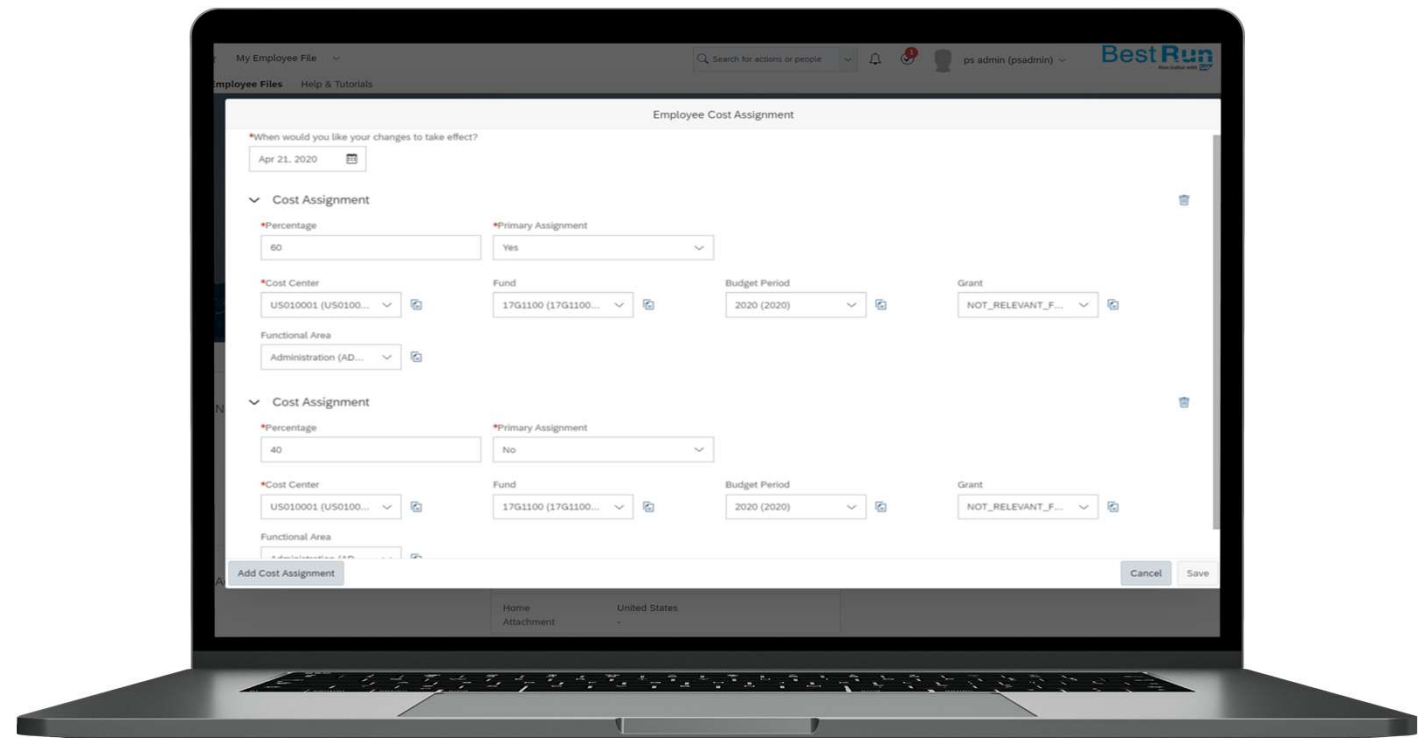 My Employee File
Search for actions or people
1
ps admin (psadmin)
BestRun
Employee Files Help & Tutorials
Employee Cost Assignment
*When would you like your changes to take effect?
Apr 21, 2020
Cost Assignment
*Percentage *Primary Assignment
60 Yes
*Cost Center Fund Budget Period Grant
US010001 (US0100... 17G1100 (17G1100... 2020 (2020) NOT_RELEVANT_F...
Functional Area
Administration (AD...
Cost Assignment
*Percentage *Primary Assignment
40 No
*Cost Center Fund Budget Period Grant
US010001 (US0100... 17G1100 (17G1100... 2020 (2020) NOT_RELEVANT_F...
Functional Area
Add Cost Assignment Cancel Save
Home United States
Attachment -